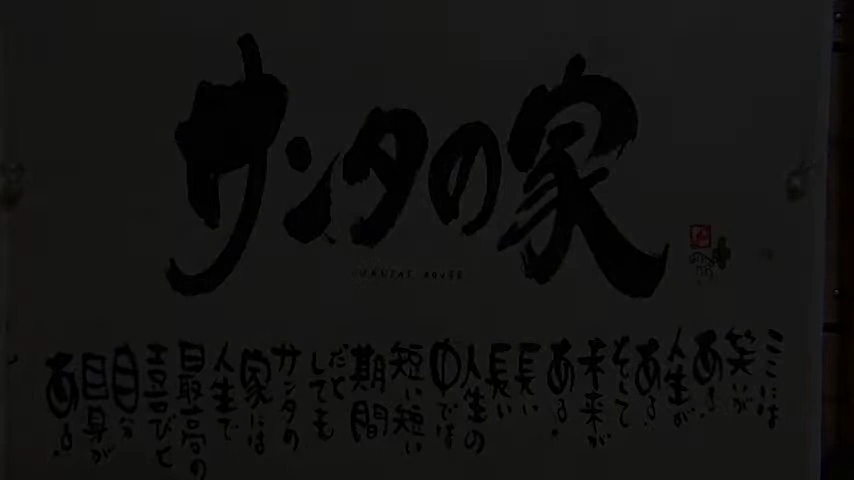 サンタの家
SANTAS HOUSE
ここには
笑いが
ある。
人生が
ある。
そして
未来が
ある。
長い
長い
人生の
中では
短い短い
期間
だと
しても
サンタの
家には
人生で
最高の
喜びと
自分
自身が
ある。